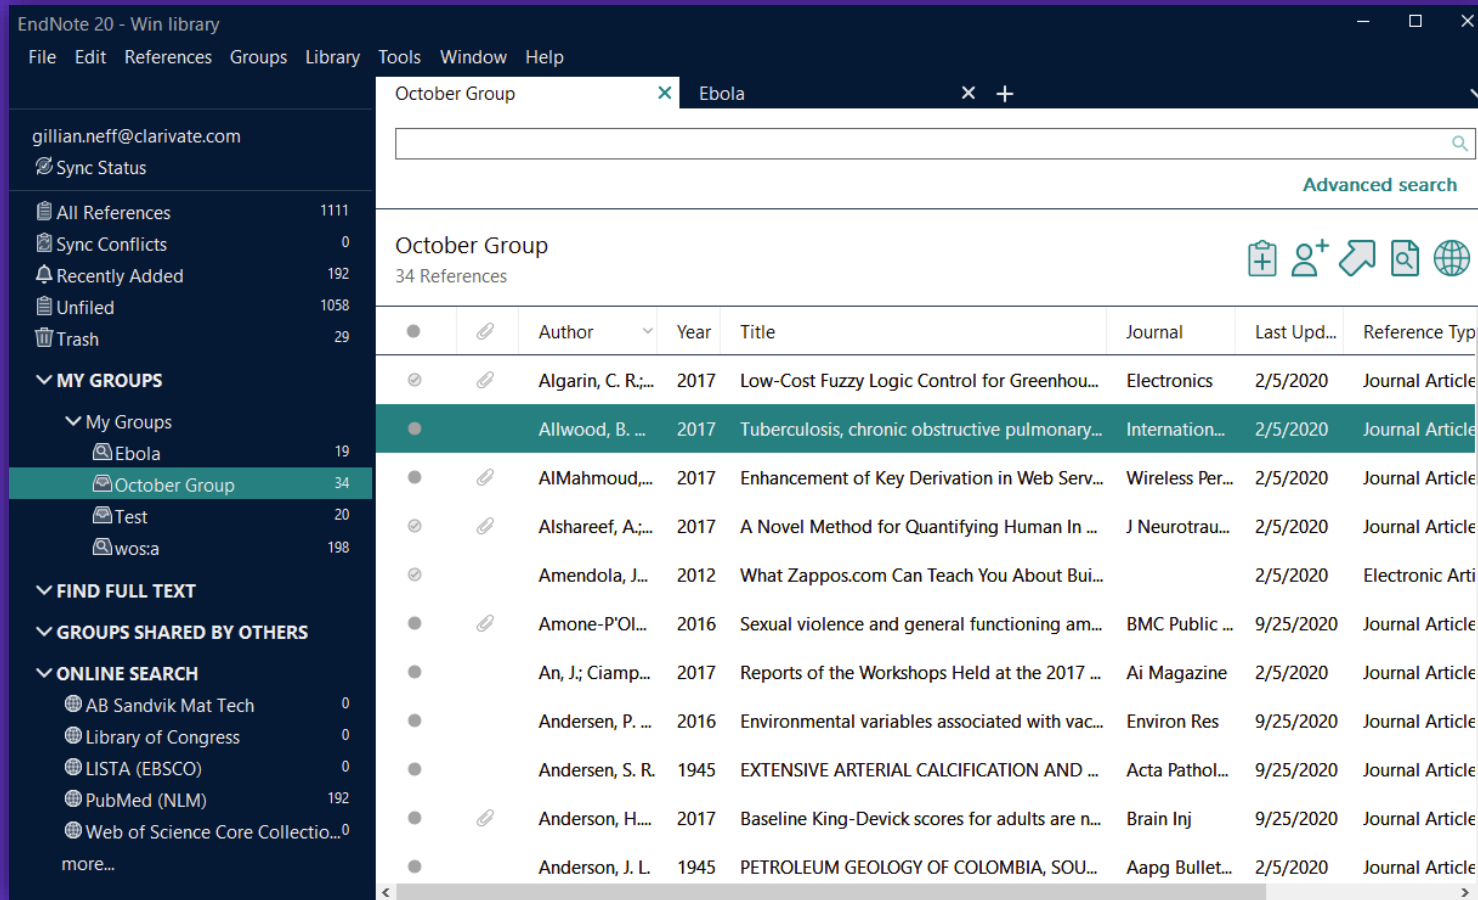 EndNote 20 - Win library
File Edit References Groups Library Tools Window Help
October Group Ebola
gillian.neff@clarivate.com
Sync Status
Advanced search
All References 1111
Sync Conflicts 0
Recently Added 192
Unfiled 1058
Trash 29
MY GROUPS
My Groups
Ebola 19
October Group 34
Test 20
wos:a 198
FIND FULL TEXT
GROUPS SHARED BY OTHERS
ONLINE SEARCH
AB Sandvik Mat Tech 0
Library of Congress 0
LISTA (EBSCO) 0
PubMed (NLM) 192
Web of Science Core Collectio... 0
more...
October Group
34 References
Author Year Title Journal Last Upd... Reference Typ
Algarin, C. R.;... 2017 Low-Cost Fuzzy Logic Control for Greenhou... Electronics 2/5/2020 Journal Article
Allwood, B. ... 2017 Tuberculosis, chronic obstructive pulmonary... Internation... 2/5/2020 Journal Article
AlMahmoud,... 2017 Enhancement of Key Derivation in Web Serv... Wireless Per... 2/5/2020 Journal Article
Alshareef, A.;... 2017 A Novel Method for Quantifying Human In ... J Neurotrau... 2/5/2020 Journal Article
Amendola, J... 2012 What Zappos.com Can Teach You About Bui... 2/5/2020 Electronic Arti
Amone-P'Ol... 2016 Sexual violence and general functioning am... BMC Public ... 9/25/2020 Journal Article
An, J.; Ciamp... 2017 Reports of the Workshops Held at the 2017 ... Ai Magazine 2/5/2020 Journal Article
Andersen, P. ... 2016 Environmental variables associated with vac... Environ Res 9/25/2020 Journal Article
Andersen, S. R. 1945 EXTENSIVE ARTERIAL CALCIFICATION AND ... Acta Pathol... 9/25/2020 Journal Article
Anderson, H.... 2017 Baseline King-Devick scores for adults are n... Brain Inj 9/25/2020 Journal Article
Anderson, J. L. 1945 PETROLEUM GEOLOGY OF COLOMBIA, SOU... Aapg Bullet... 2/5/2020 Journal Article